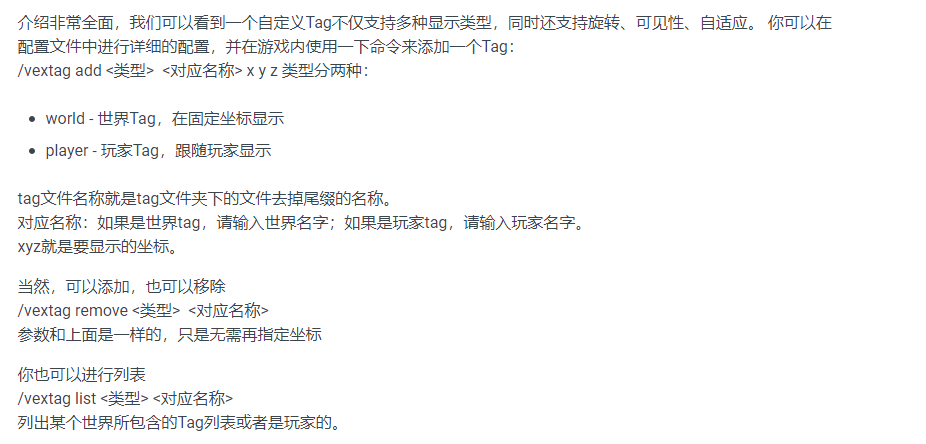 介绍非常全面，我们可以看到一个自定义Tag不仅支持多种显示类型，同时还支持旋转、可见性、自适应。 你可以在
配置文件中进行详细的配置，并在游戏内使用一下命令来添加一个Tag：
/vextag add <类型> <对应名称> x y z 类型分两种：
• world - 世界Tag，在固定坐标显示
• player - 玩家Tag，跟随玩家显示
tag文件名称就是tag文件夹下的文件去掉尾缀的名称。
对应名称：如果是世界tag，请输入世界名字；如果是玩家tag，请输入玩家名字。
xyz就是要显示的坐标。
当然，可以添加，也可以移除
/vextag remove <类型> <对应名称>
参数和上面是一样的，只是无需再指定坐标
你也可以进行列表
/vextag list <类型> <对应名称>
列出某个世界所包含的Tag列表或者是玩家的。